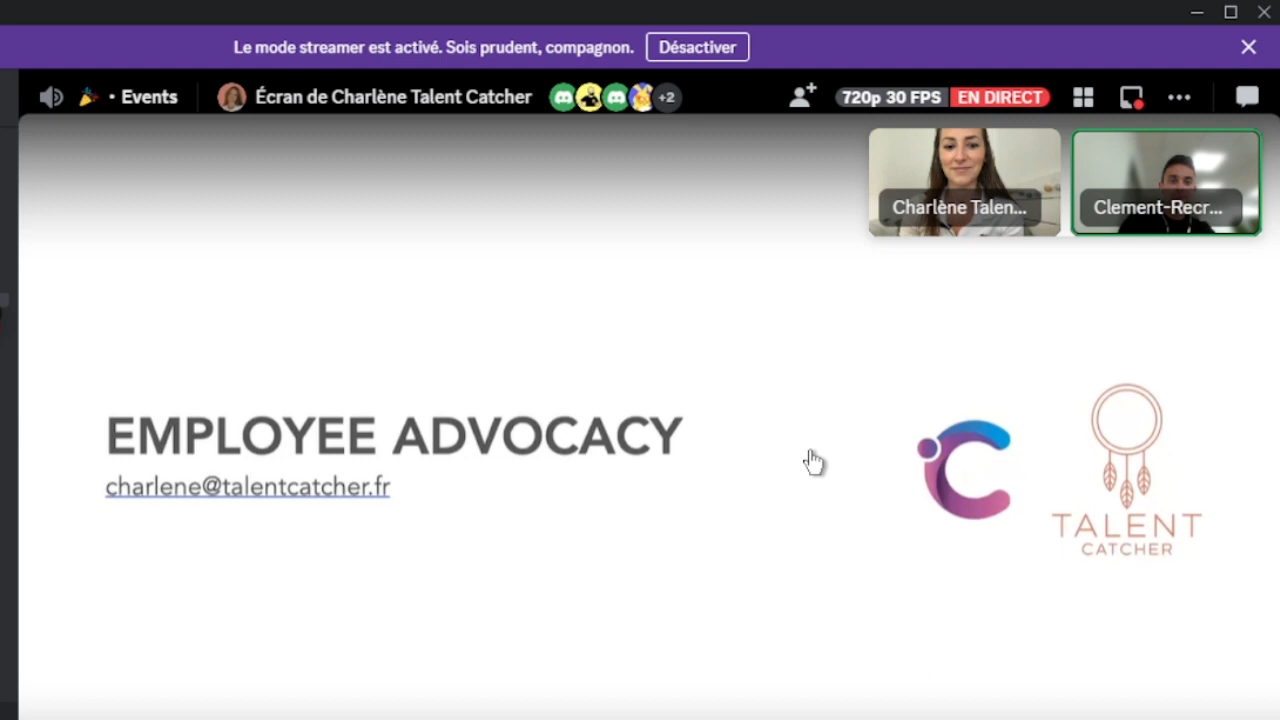 Le mode streamer est activé. Sois prudent, compagnon. Désactiver
• Events
Écran de Charlène Talent Catcher
+2
720p 30 FPS EN DIRECT
Charlène Talen...
Clement-Recr...
EMPLOYEE ADVOCACY
charlene@talentcatcher.fr
TALENT
CATCHER